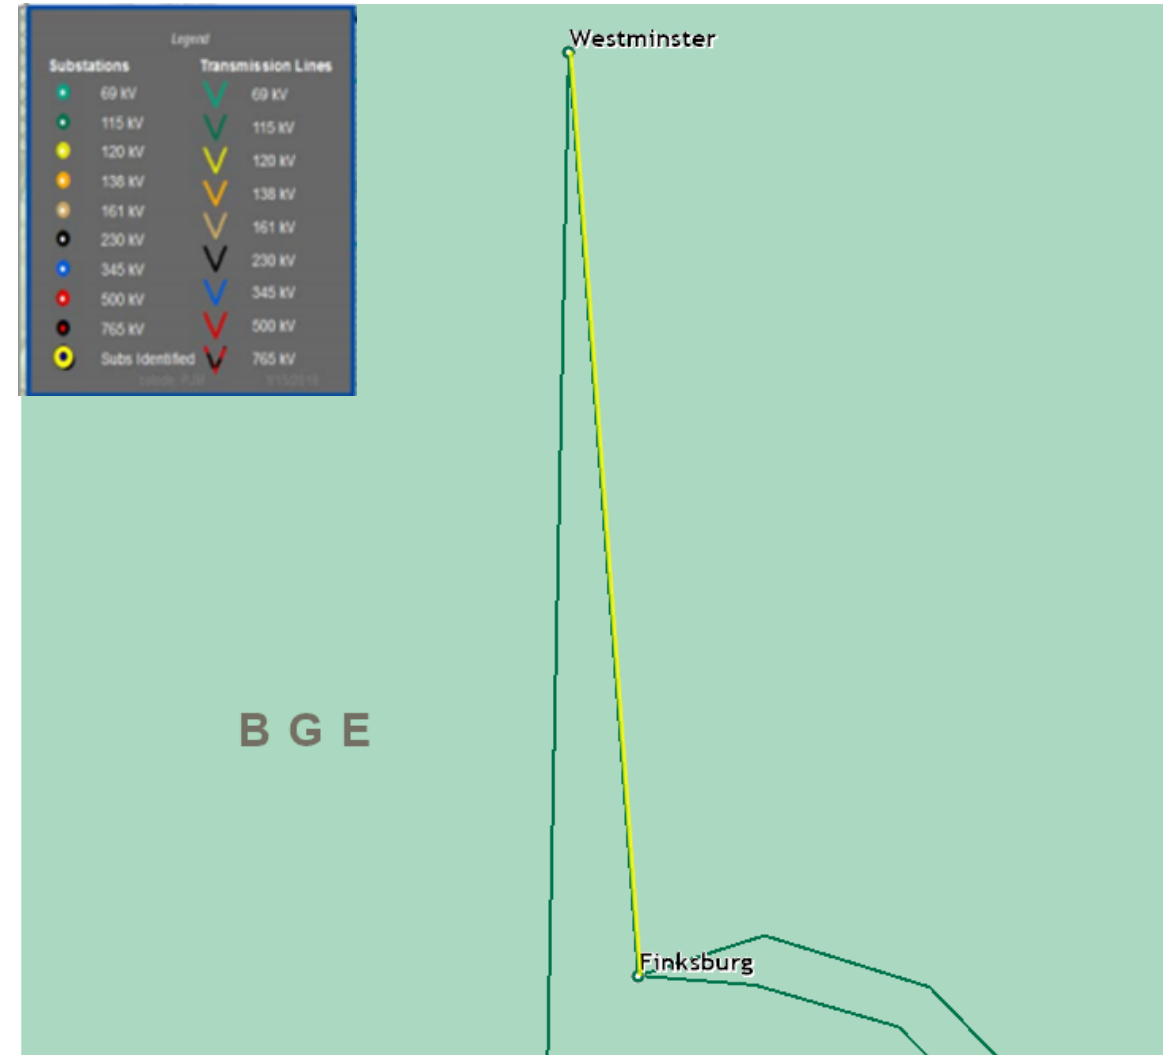 Legend
Substations Transmission Lines
69 kV 69 kV
115 kV 115 kV
120 kV 120 kV
138 kV 138 kV
161 kV 161 kV
230 kV 230 kV
345 kV 345 kV
500 kV 500 kV
765 kV 765 kV
Subs Identified
Westminster
B G E
Finksburg